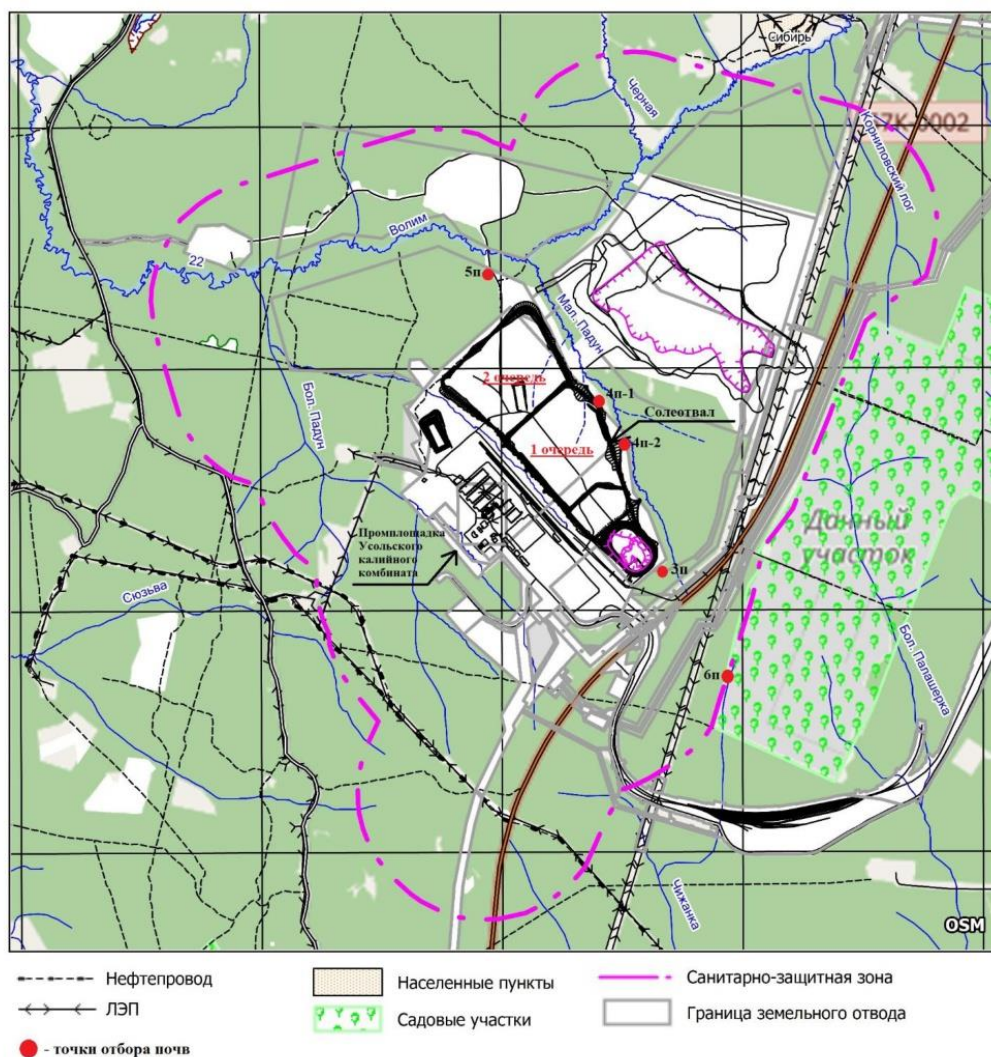 Сибирь
Черная
7К-0002
Корниловский лог
Волим
22
5п
Мал. Падун
2 очередь
4п-1
Солеотвал
Бол. Падун
4п-2
1 очередь
Данный
участок
Промплощадка
Усольского
калийного
комбината
3п
Сюзьва
Бол. Палашерка
6п
Чижанка
OSM
Нефтепровод
Населенные пункты
Санитарно-защитная зона
ЛЭП
Садовые участки
Граница земельного отвода
- точки отбора почв